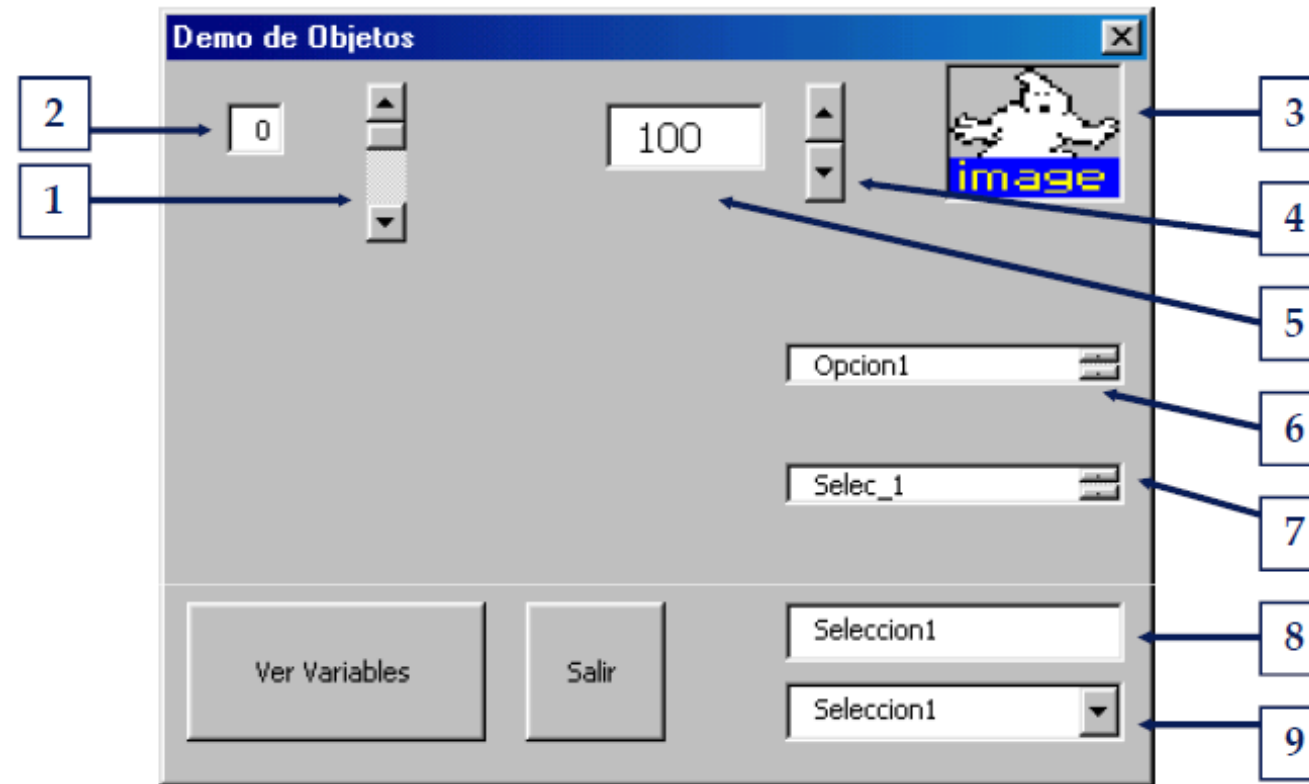 Demo de Objetos
2
0
100
3
image
1
4
5
Opcion1
6
Selec_1
7
Seleccion1
8
Ver Variables
Salir
Seleccion1
9